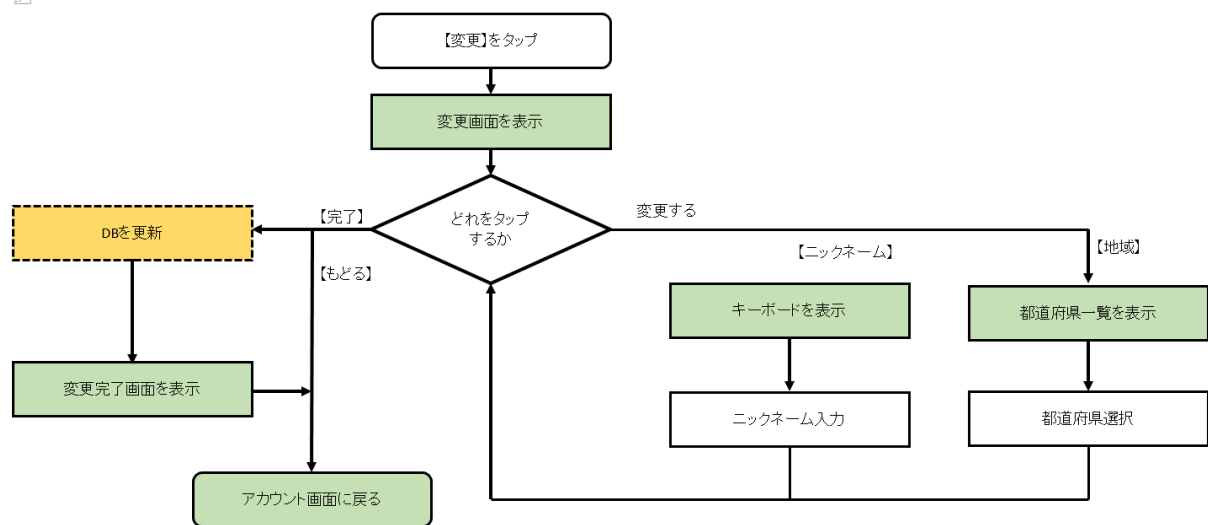 【変更】をタップ
変更画面を表示
どれをタップ
するか
【完了】
変更する
DBを更新
【もどる】
【ニックネーム】
【地域】
キーボードを表示
都道府県一覧を表示
変更完了画面を表示
ニックネーム入力
都道府県選択
アカウント画面に戻る